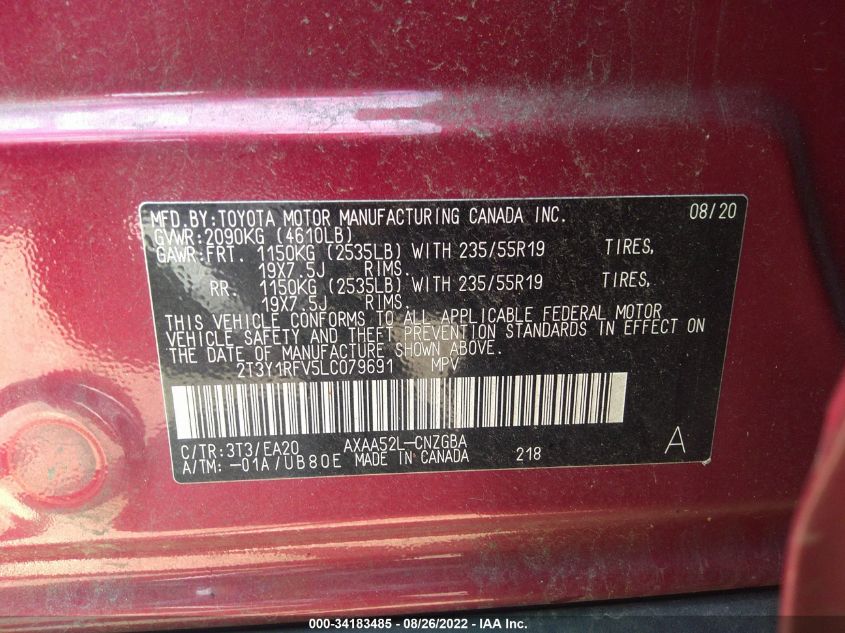 MFD.BY:TOYOTA MOTOR MANUFACTURING CANADA INC. 08/20
GVWR:2090KG (4610LB)
GAWR:FRT. 1150KG (2535LB) WITH 235/55R19 TIRES,
19X7.5J RIMS.
RR. 1150KG (2535LB) WITH 235/55R19 TIRES,
19X7.5J RIMS.
THIS VEHICLE CONFORMS TO ALL APPLICABLE FEDERAL MOTOR
VEHICLE SAFETY AND THEFT PREVENTION STANDARDS IN EFFECT ON
THE DATE OF MANUFACTURE SHOWN ABOVE.
2T3Y1RFV5LC079691 MPV
C/TR:3T3/EA20 AXAA52L-CNZGBA A
A/TM: -01A/UB80E MADE IN CANADA 218
000-34183485 - 08/26/2022 - IAA Inc.